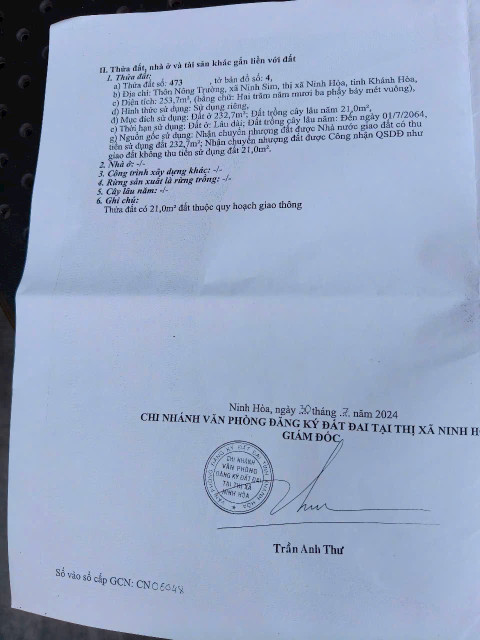 II. Thửa đất, nhà ở và tài sản khác gắn liền với đất
1. Thửa đất:
a) Thửa đất số: 473 , tờ bản đồ số: 4,
b) Địa chỉ: Thôn Nông Trường, xã Ninh Sim, thị xã Ninh Hòa, tỉnh Khánh Hòa,
c) Diện tích: 253,7m², (bằng chữ: Hai trăm năm mươi ba phẩy bảy mét vuông),
d) Hình thức sử dụng: Sử dụng riêng,
đ) Mục đích sử dụng: Đất ở 232,7m²; Đất trồng cây lâu năm 21,0m²,
e) Thời hạn sử dụng: Đất ở: Lâu dài; Đất trồng cây lâu năm: Đến ngày 01/7/2064,
g) Nguồn gốc sử dụng: Nhận chuyển nhượng đất được Nhà nước giao đất có thu
tiền sử dụng đất 232,7m²; Nhận chuyển nhượng đất được Công nhận QSDĐ như
giao đất không thu tiền sử dụng đất 21,0m².
2. Nhà ở: -/-
3. Công trình xây dựng khác: -/-
4. Rừng sản xuất là rừng trồng: -/-
5. Cây lâu năm: -/-
6. Ghi chú:
Thửa đất có 21,0m² đất thuộc quy hoạch giao thông
Ninh Hòa, ngày 30 tháng 7 năm 2024
CHI NHÁNH VĂN PHÒNG ĐĂNG KÝ ĐẤT ĐAI TẠI THỊ XÃ NINH H
GIÁM ĐỐC
CHI NHÁNH
VĂN PHÒNG
ĐĂNG KÝ ĐẤT ĐAI
TẠI THỊ XÃ
NINH HÒA
Trần Anh Thư
Số vào sổ cấp GCN: CN05048